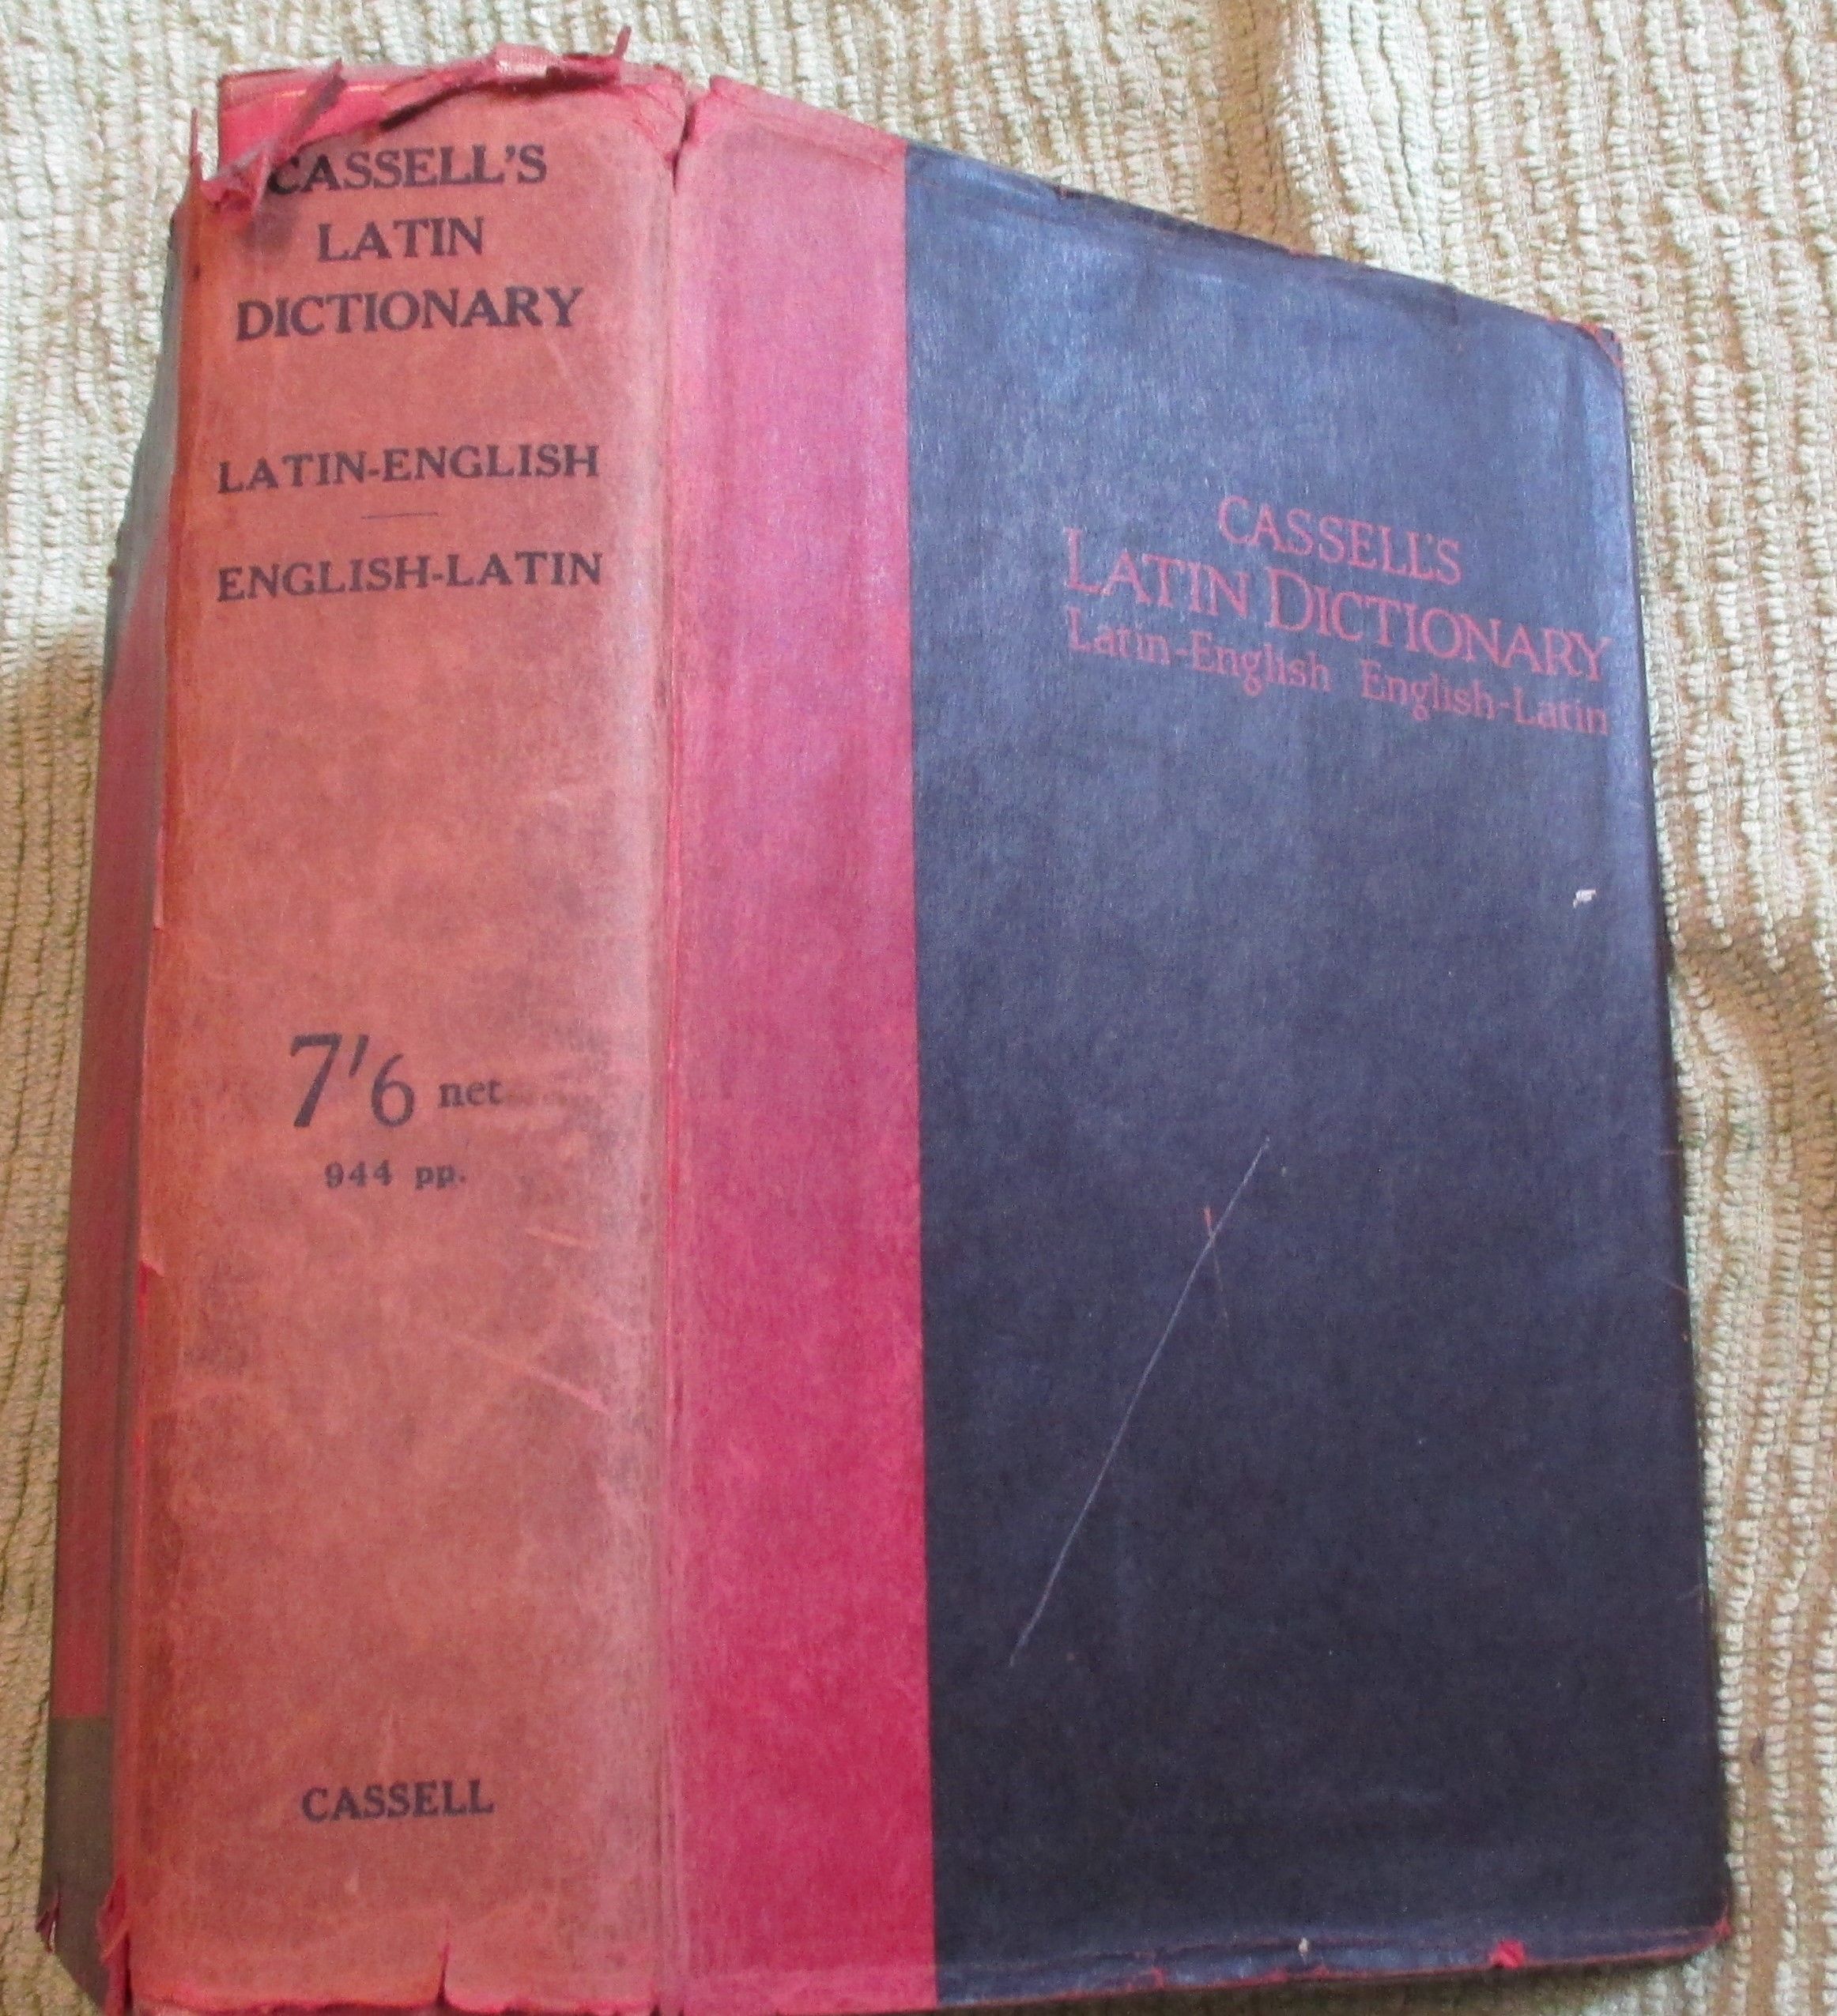 CASSELL'S
LATIN
DICTIONARY
LATIN-ENGLISH
ENGLISH-LATIN
7'6 net
944 pp.
CASSELL
CASSELL'S
LATIN DICTIONARY
Latin-English English-Latin